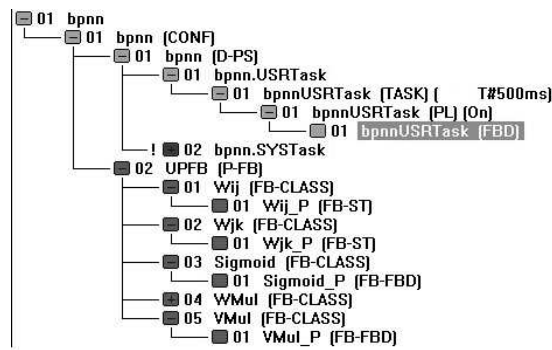 01 bpnn
01 bpnn (CONF)
01 bpnn (D-PS)
01 bpnn.USRTask
01 bpnnUSRTask (TASK) ( T#500ms)
01 bpnnUSRTask (PL) (On)
01 bpnnUSRTask (FBD)
! 02 bpnn.SYSTask
02 UPFB (P-FB)
01 Wij (FB-CLASS)
01 Wij_P (FB-ST)
02 Wjk (FB-CLASS)
01 Wjk_P (FB-ST)
03 Sigmoid (FB-CLASS)
01 Sigmoid_P (FB-FBD)
04 WMul (FB-CLASS)
05 VMul (FB-CLASS)
01 VMul_P (FB-FBD)